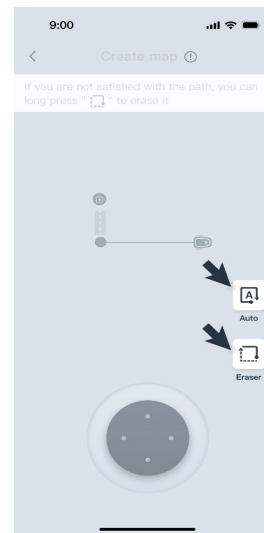 9:00
Create map
If you are not satisfied with the path, you can
long press " " to erase it
A
Auto
Eraser